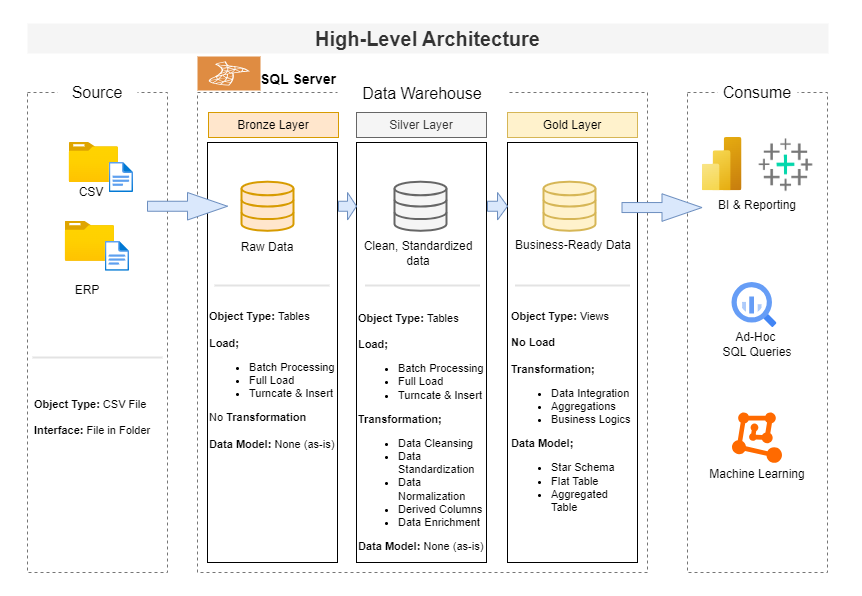 High-Level Architecture
SQL Server
Source
Data Warehouse
Consume
Bronze Layer
Silver Layer
Gold Layer
CSV
ERP
Object Type: CSV File
Interface: File in Folder
Raw Data
Object Type: Tables
Load;
• Batch Processing
• Full Load
• Turncate & Insert
No Transformation
Data Model: None (as-is)
Clean, Standardized
data
Object Type: Tables
Load;
• Batch Processing
• Full Load
• Turncate & Insert
Transformation;
• Data Cleansing
• Data
Standardization
• Data
Normalization
• Derived Columns
• Data Enrichment
Data Model: None (as-is)
Business-Ready Data
Object Type: Views
No Load
Transformation;
• Data Integration
• Aggregations
• Business Logics
Data Model;
• Star Schema
• Flat Table
• Aggregated
Table
BI & Reporting
Ad-Hoc
SQL Queries
Machine Learning